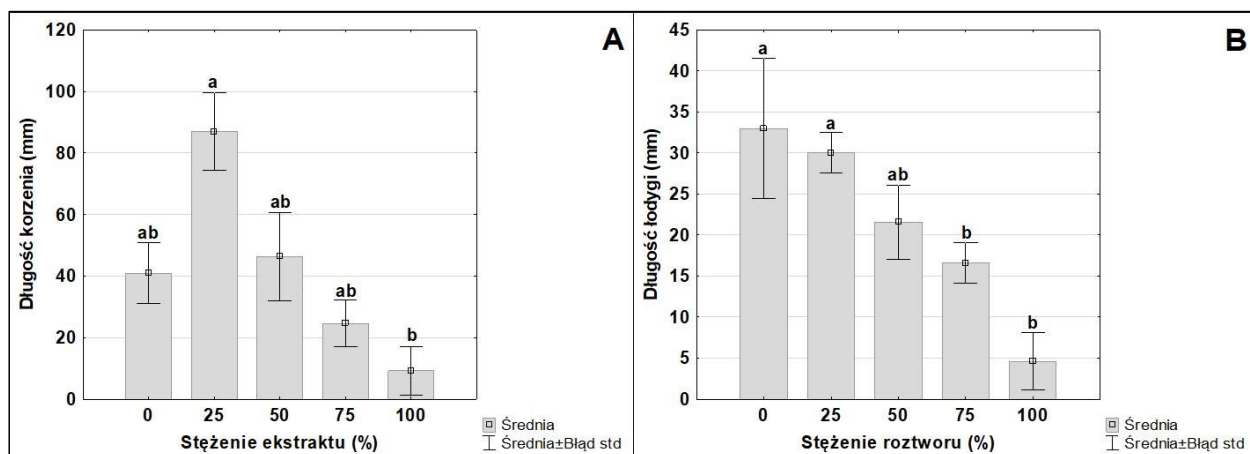 A
120
100
80
60
40
20
0
Długość korzenia (mm)
ab
a
ab
ab
b
0 25 50 75 100
Stężenie ekstraktu (%)
Średnia
Średnia±Błąd std
B
45
40
35
30
25
20
15
10
5
0
Długość łodygi (mm)
a
a
ab
b
b
0 25 50 75 100
Stężenie roztworu (%)
Średnia
Średnia±Błąd std